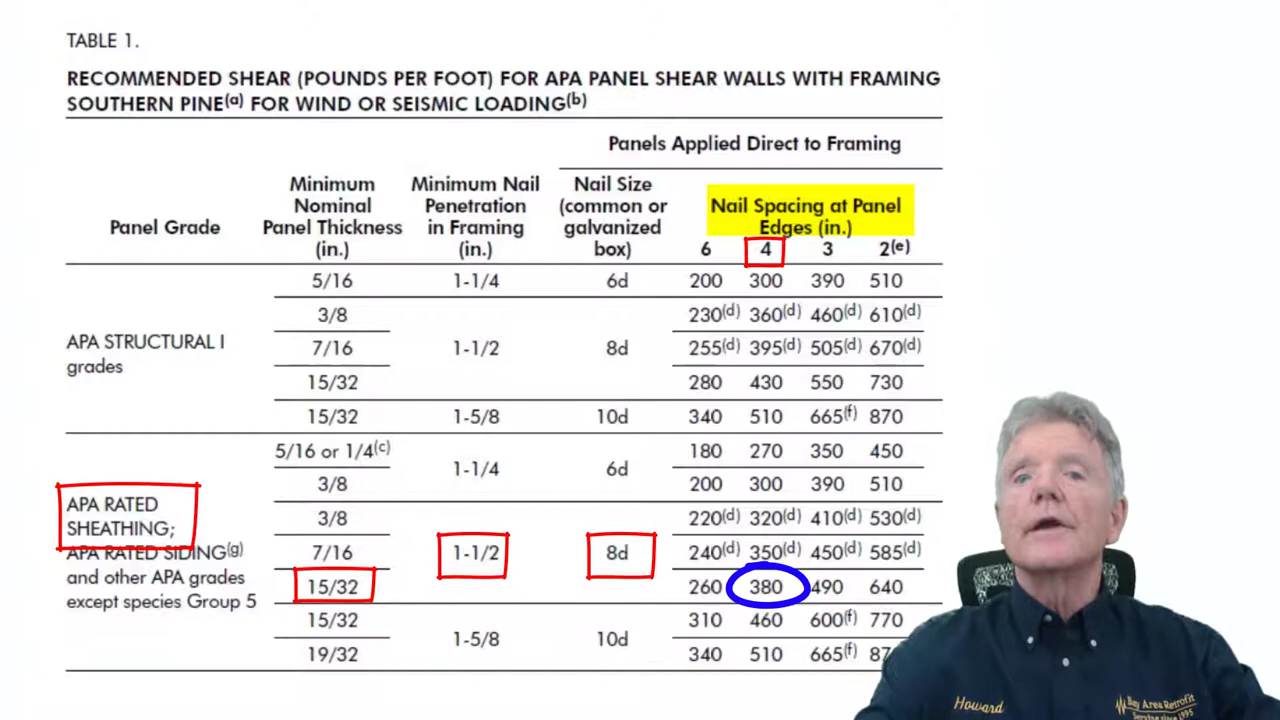 TABLE 1.
RECOMMENDED SHEAR (POUNDS PER FOOT) FOR APA PANEL SHEAR WALLS WITH FRAMING
SOUTHERN PINE(a) FOR WIND OR SEISMIC LOADING(b)
Panels Applied Direct to Framing
Panel Grade
Minimum
Nominal
Panel Thickness
(in.)
Minimum Nail
Penetration
in Framing
(in.)
Nail Size
(common or
galvanized
box)
Nail Spacing at Panel
Edges (in.)
6 4 3 2(e)
APA STRUCTURAL I
grades
5/16 1-1/4 6d 200 300 390 510
3/8 230(d) 360(d) 460(d) 610(d)
7/16 1-1/2 8d 255(d) 395(d) 505(d) 670(d)
15/32 280 430 550 730
15/32 1-5/8 10d 340 510 665(f) 870
APA RATED
SHEATHING;
APA RATED SIDING(g)
and other APA grades
except species Group 5
5/16 or 1/4(c) 180 270 350 450
1-1/4 6d
3/8 200 300 390 510
3/8 220(d) 320(d) 410(d) 530(d)
7/16 1-1/2 8d 240(d) 350(d) 450(d) 585(d)
15/32 260 380 490 640
15/32 310 460 600(f) 770
1-5/8 10d
19/32 340 510 665(f)
Howard
Bay Area Retrofit